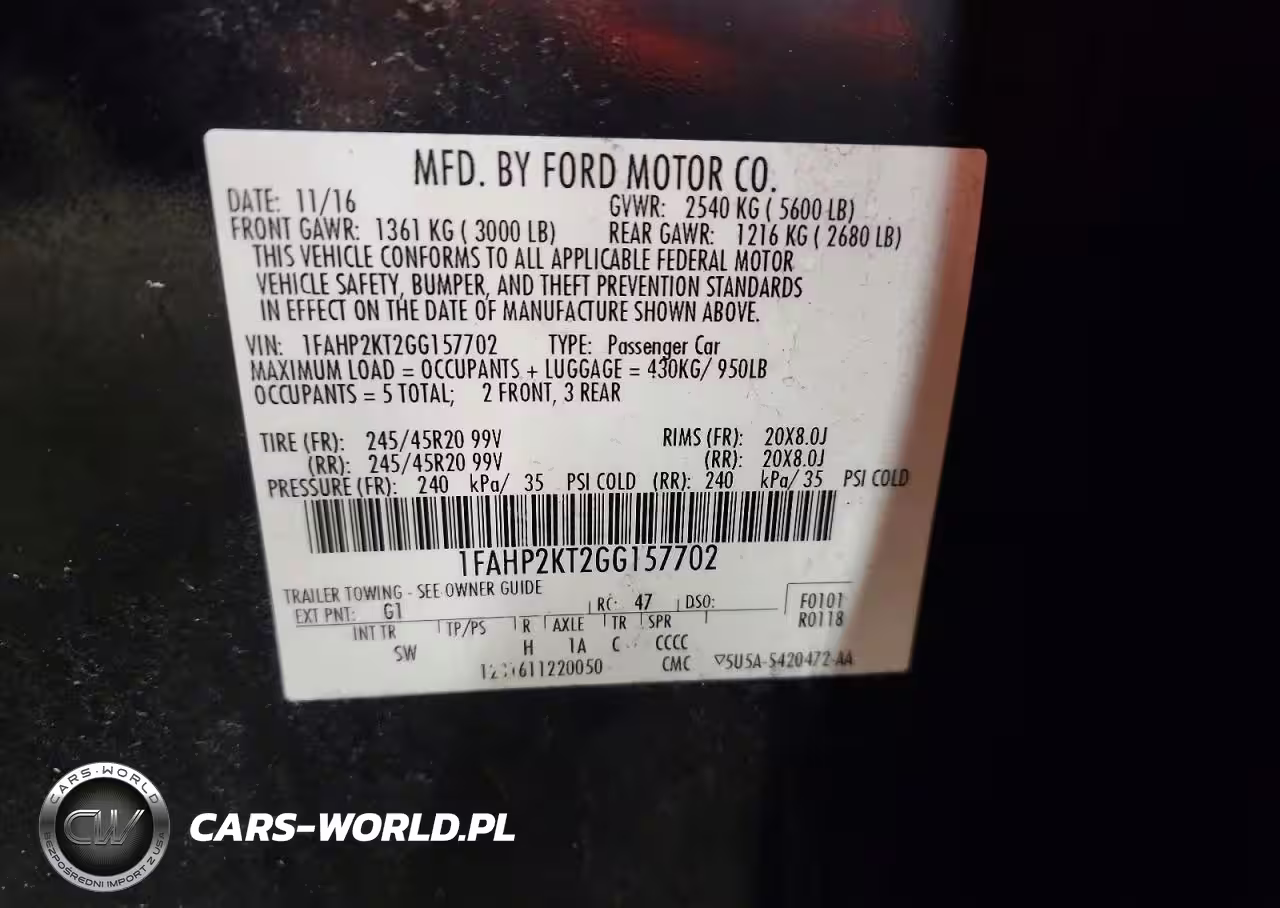 MFD. BY FORD MOTOR CO.
DATE: 11/16 GVWR: 2540 KG ( 5600 LB)
FRONT GAWR: 1361 KG ( 3000 LB) REAR GAWR: 1216 KG ( 2680 LB)
THIS VEHICLE CONFORMS TO ALL APPLICABLE FEDERAL MOTOR
VEHICLE SAFETY, BUMPER, AND THEFT PREVENTION STANDARDS
IN EFFECT ON THE DATE OF MANUFACTURE SHOWN ABOVE.
VIN: 1FAHP2KT2GG157702 TYPE: Passenger Car
MAXIMUM LOAD = OCCUPANTS + LUGGAGE = 430KG/ 950LB
OCCUPANTS = 5 TOTAL; 2 FRONT, 3 REAR
TIRE (FR): 245/45R20 99V RIMS (FR): 20X8.0J
(RR): 245/45R20 99V (RR): 20X8.0J
PRESSURE (FR): 240 kPa/ 35 PSI COLD (RR): 240 kPa/ 35 PSI COLD
1FAHP2KT2GG157702
TRAILER TOWING - SEE OWNER GUIDE
EXT PNT: G1 RC: 47 DSO: F0101
R0118
INT TR TP/PS R AXLE TR SPR
SW H 1A C CCCC
CMC ▽5U5A-5420472-AA
CARS-WORLD
CW
BEZPOŚREDNI IMPORT Z USA
CARS-WORLD.PL